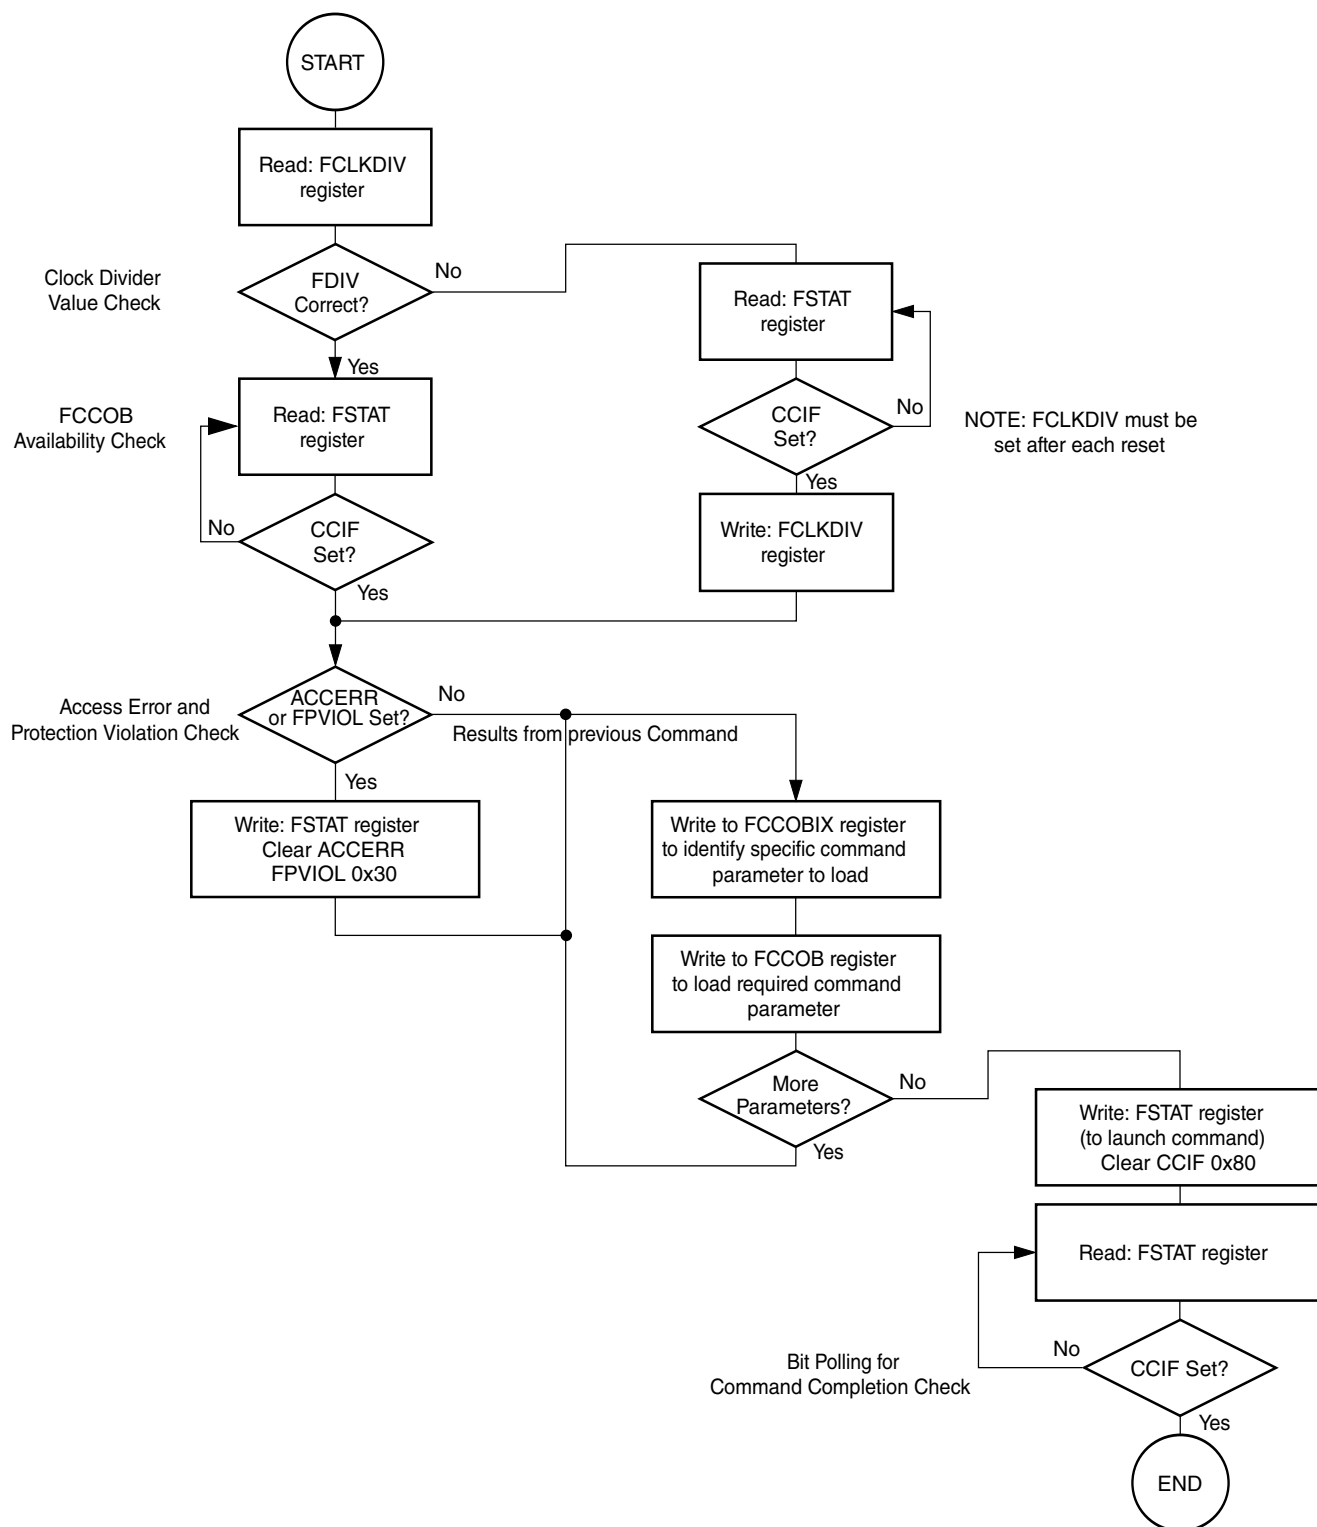 START
Read: FCLKDIV
register
Clock Divider
Value Check
FDIV
Correct?
No
Yes
Read: FSTAT
register
CCIF
Set?
No
NOTE: FCLKDIV must be
set after each reset
Yes
Write: FCLKDIV
register
FCCOB
Availability Check
Read: FSTAT
register
No
CCIF
Set?
Yes
Access Error and
Protection Violation Check
ACCERR
or FPVIOL Set?
No
Results from previous Command
Yes
Write: FSTAT register
Clear ACCERR
FPVIOL 0x30
Write to FCCOBIX register
to identify specific command
parameter to load
Write to FCCOB register
to load required command
parameter
More
Parameters?
No
Yes
Write: FSTAT register
(to launch command)
Clear CCIF 0x80
Read: FSTAT register
Bit Polling for
Command Completion Check
No
CCIF Set?
Yes
END